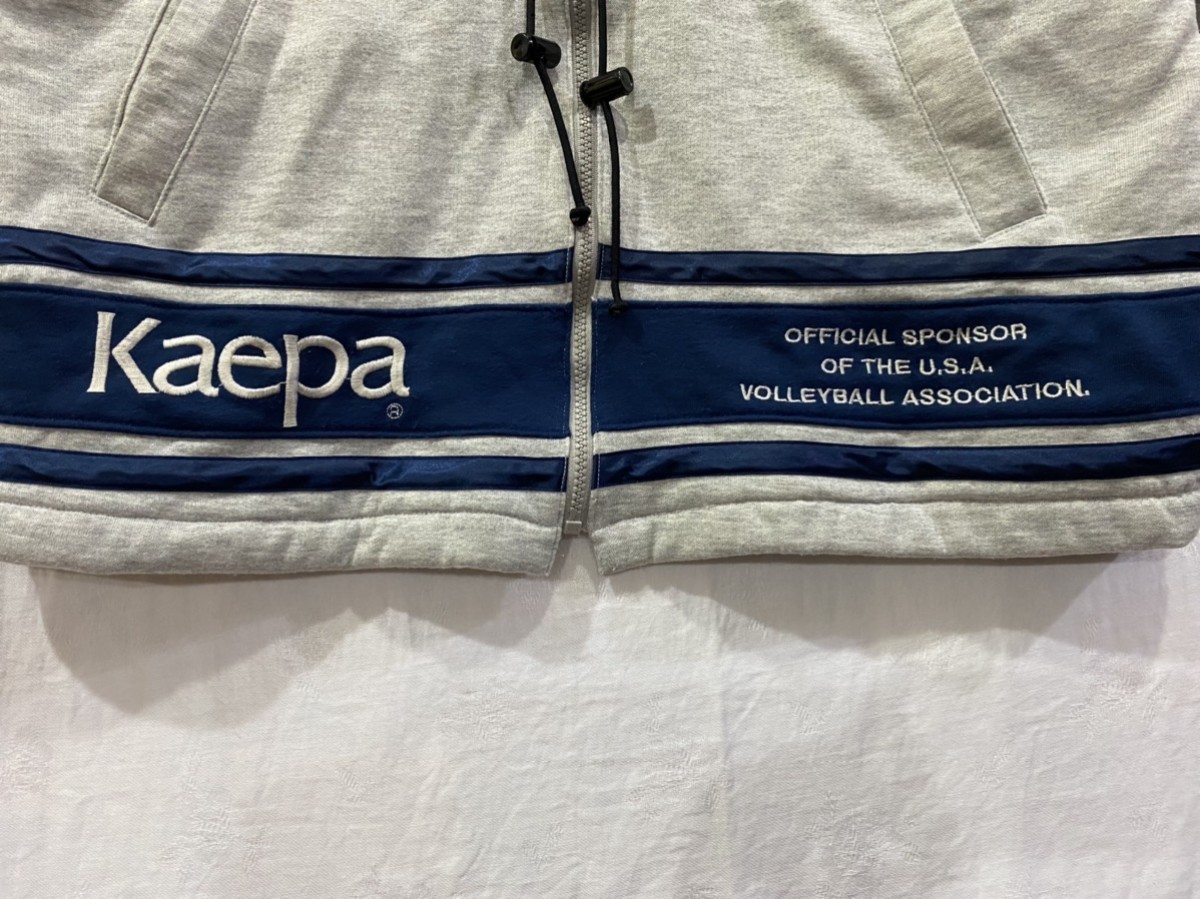 Kaepa®
OFFICIAL SPONSOR
OF THE U.S.A.
VOLLEYBALL ASSOCIATION.